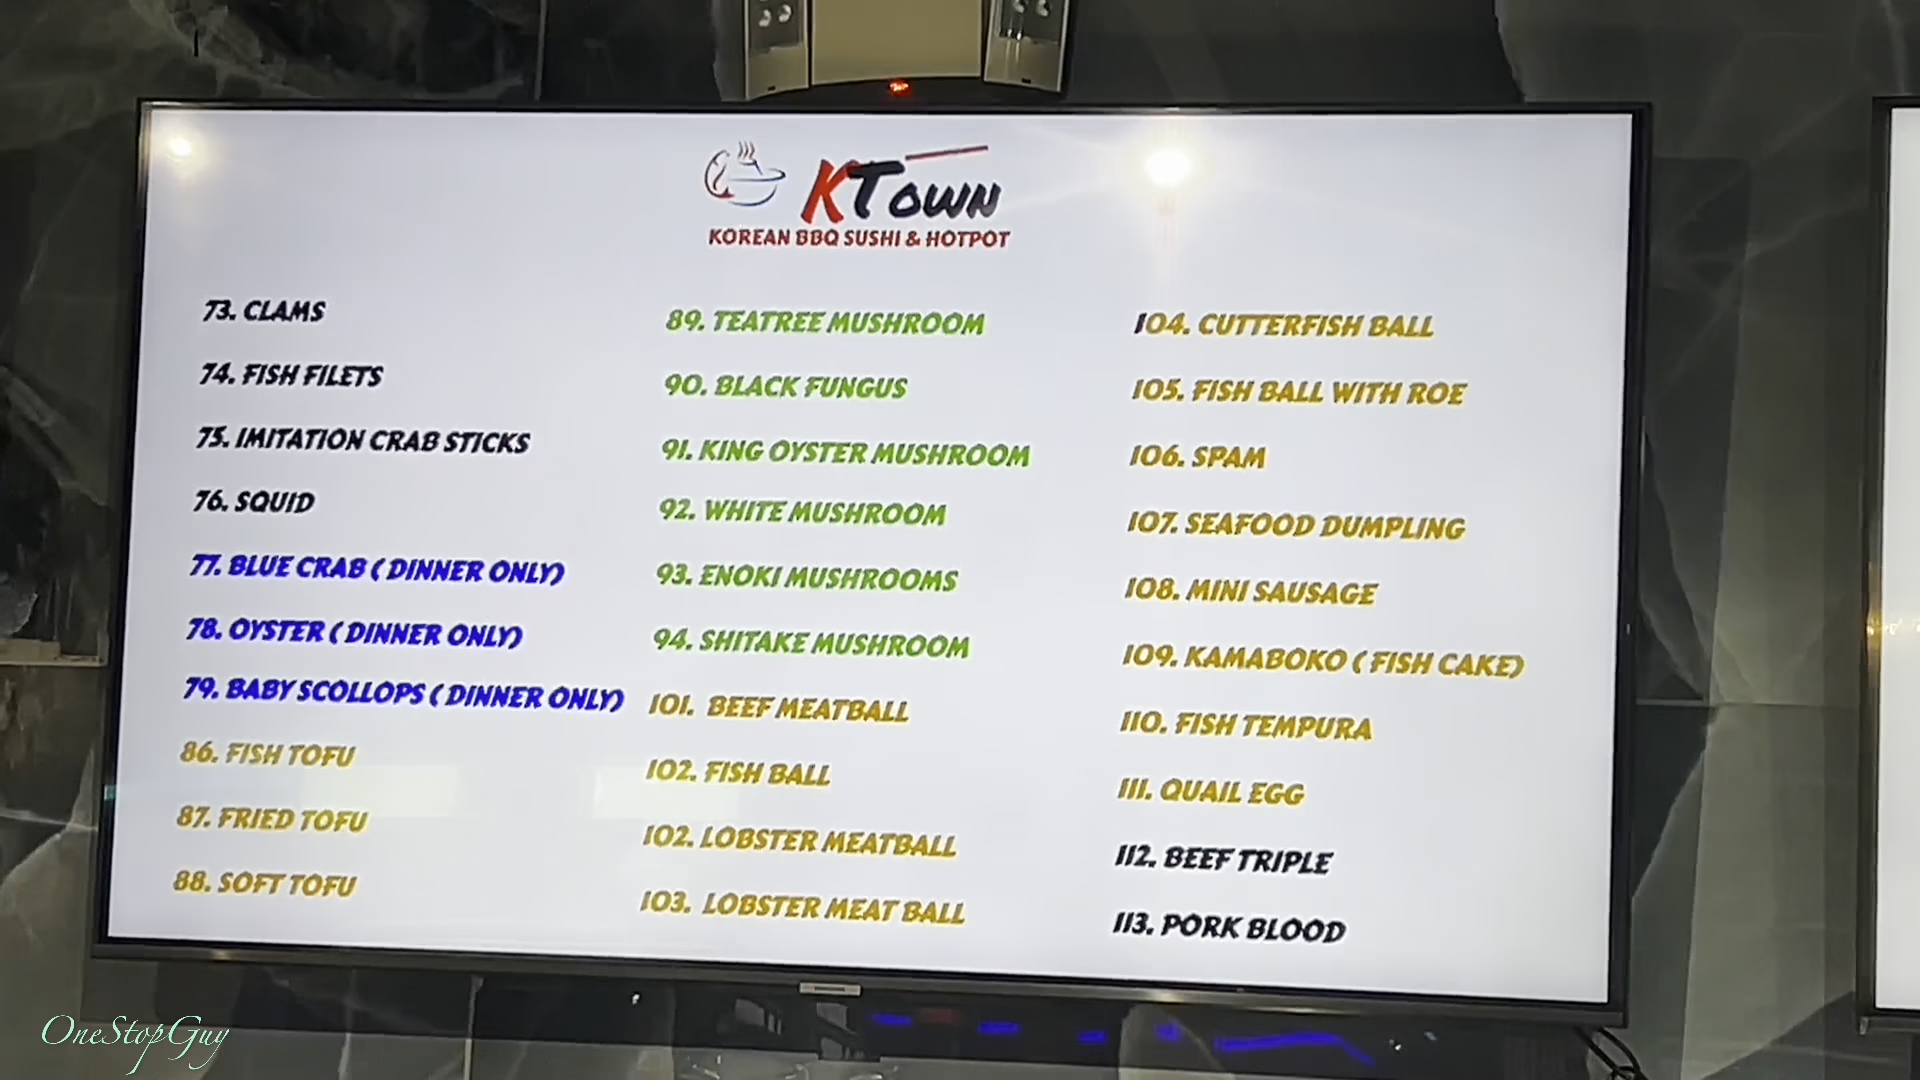 KTown
KOREAN BBQ SUSHI & HOTPOT
73. CLAMS
74. FISH FILETS
75. IMITATION CRAB STICKS
76. SQUID
77. BLUE CRAB ( DINNER ONLY)
78. OYSTER ( DINNER ONLY)
79. BABY SCOLLOPS ( DINNER ONLY)
86. FISH TOFU
87. FRIED TOFU
88. SOFT TOFU
89. TEATREE MUSHROOM
90. BLACK FUNGUS
91. KING OYSTER MUSHROOM
92. WHITE MUSHROOM
93. ENOKI MUSHROOMS
94. SHITAKE MUSHROOM
101. BEEF MEATBALL
102. FISH BALL
102. LOBSTER MEATBALL
103. LOBSTER MEAT BALL
104. CUTTERFISH BALL
105. FISH BALL WITH ROE
106. SPAM
107. SEAFOOD DUMPLING
108. MINI SAUSAGE
109. KAMABOKO ( FISH CAKE)
110. FISH TEMPURA
111. QUAIL EGG
112. BEEF TRIPLE
113. PORK BLOOD
OneStopGuy